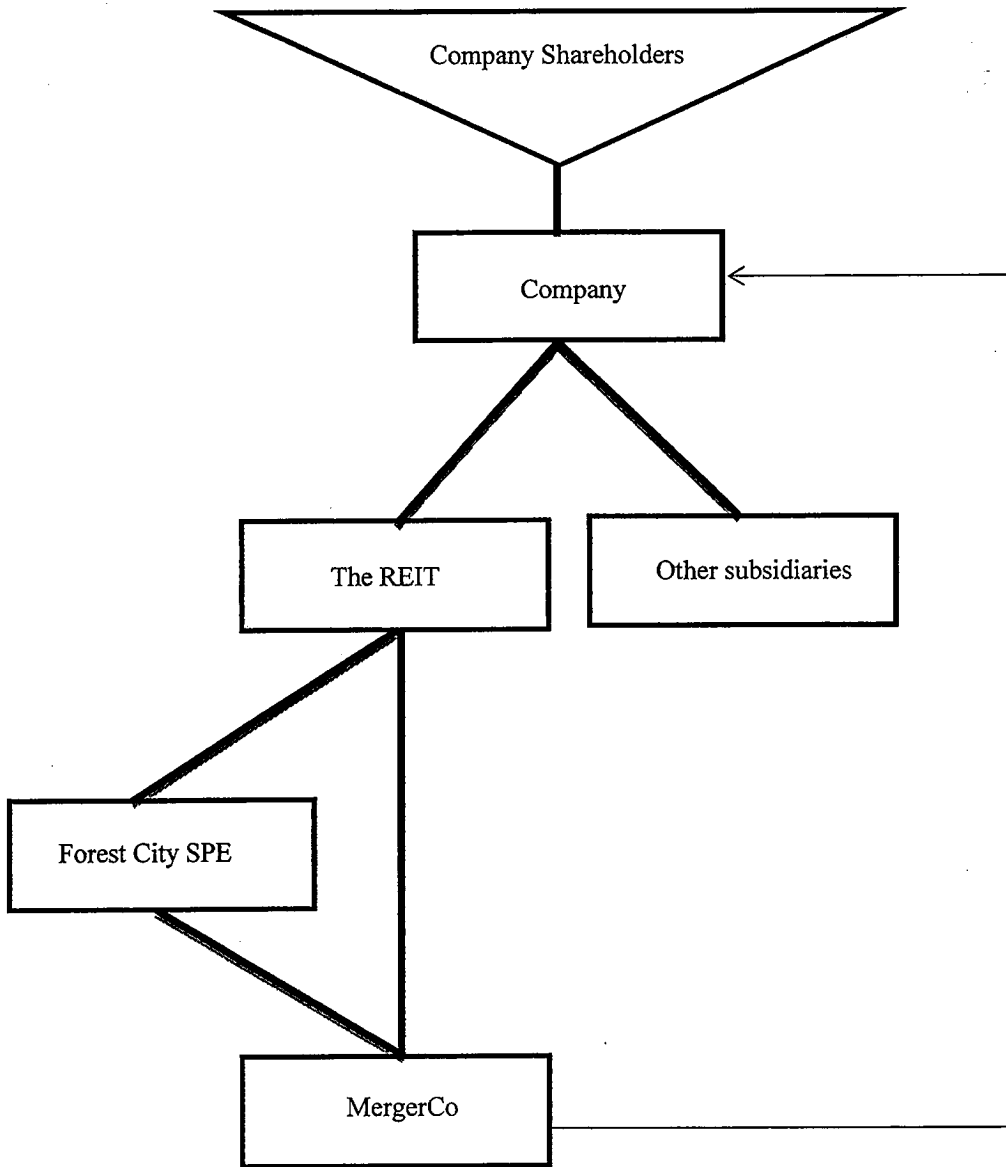 Company Shareholders
Company
The REIT
Other subsidiaries
Forest City SPE
MergerCo